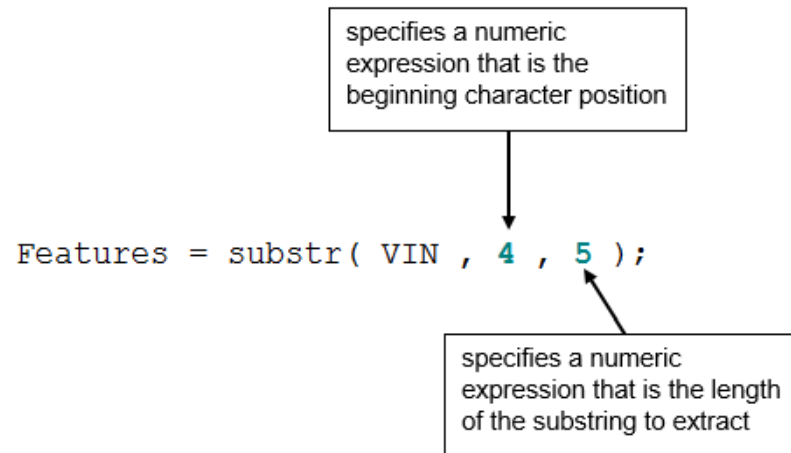 specifies a numeric
expression that is the
beginning character position
Features = substr( VIN , 4 , 5 );
specifies a numeric
expression that is the length
of the substring to extract